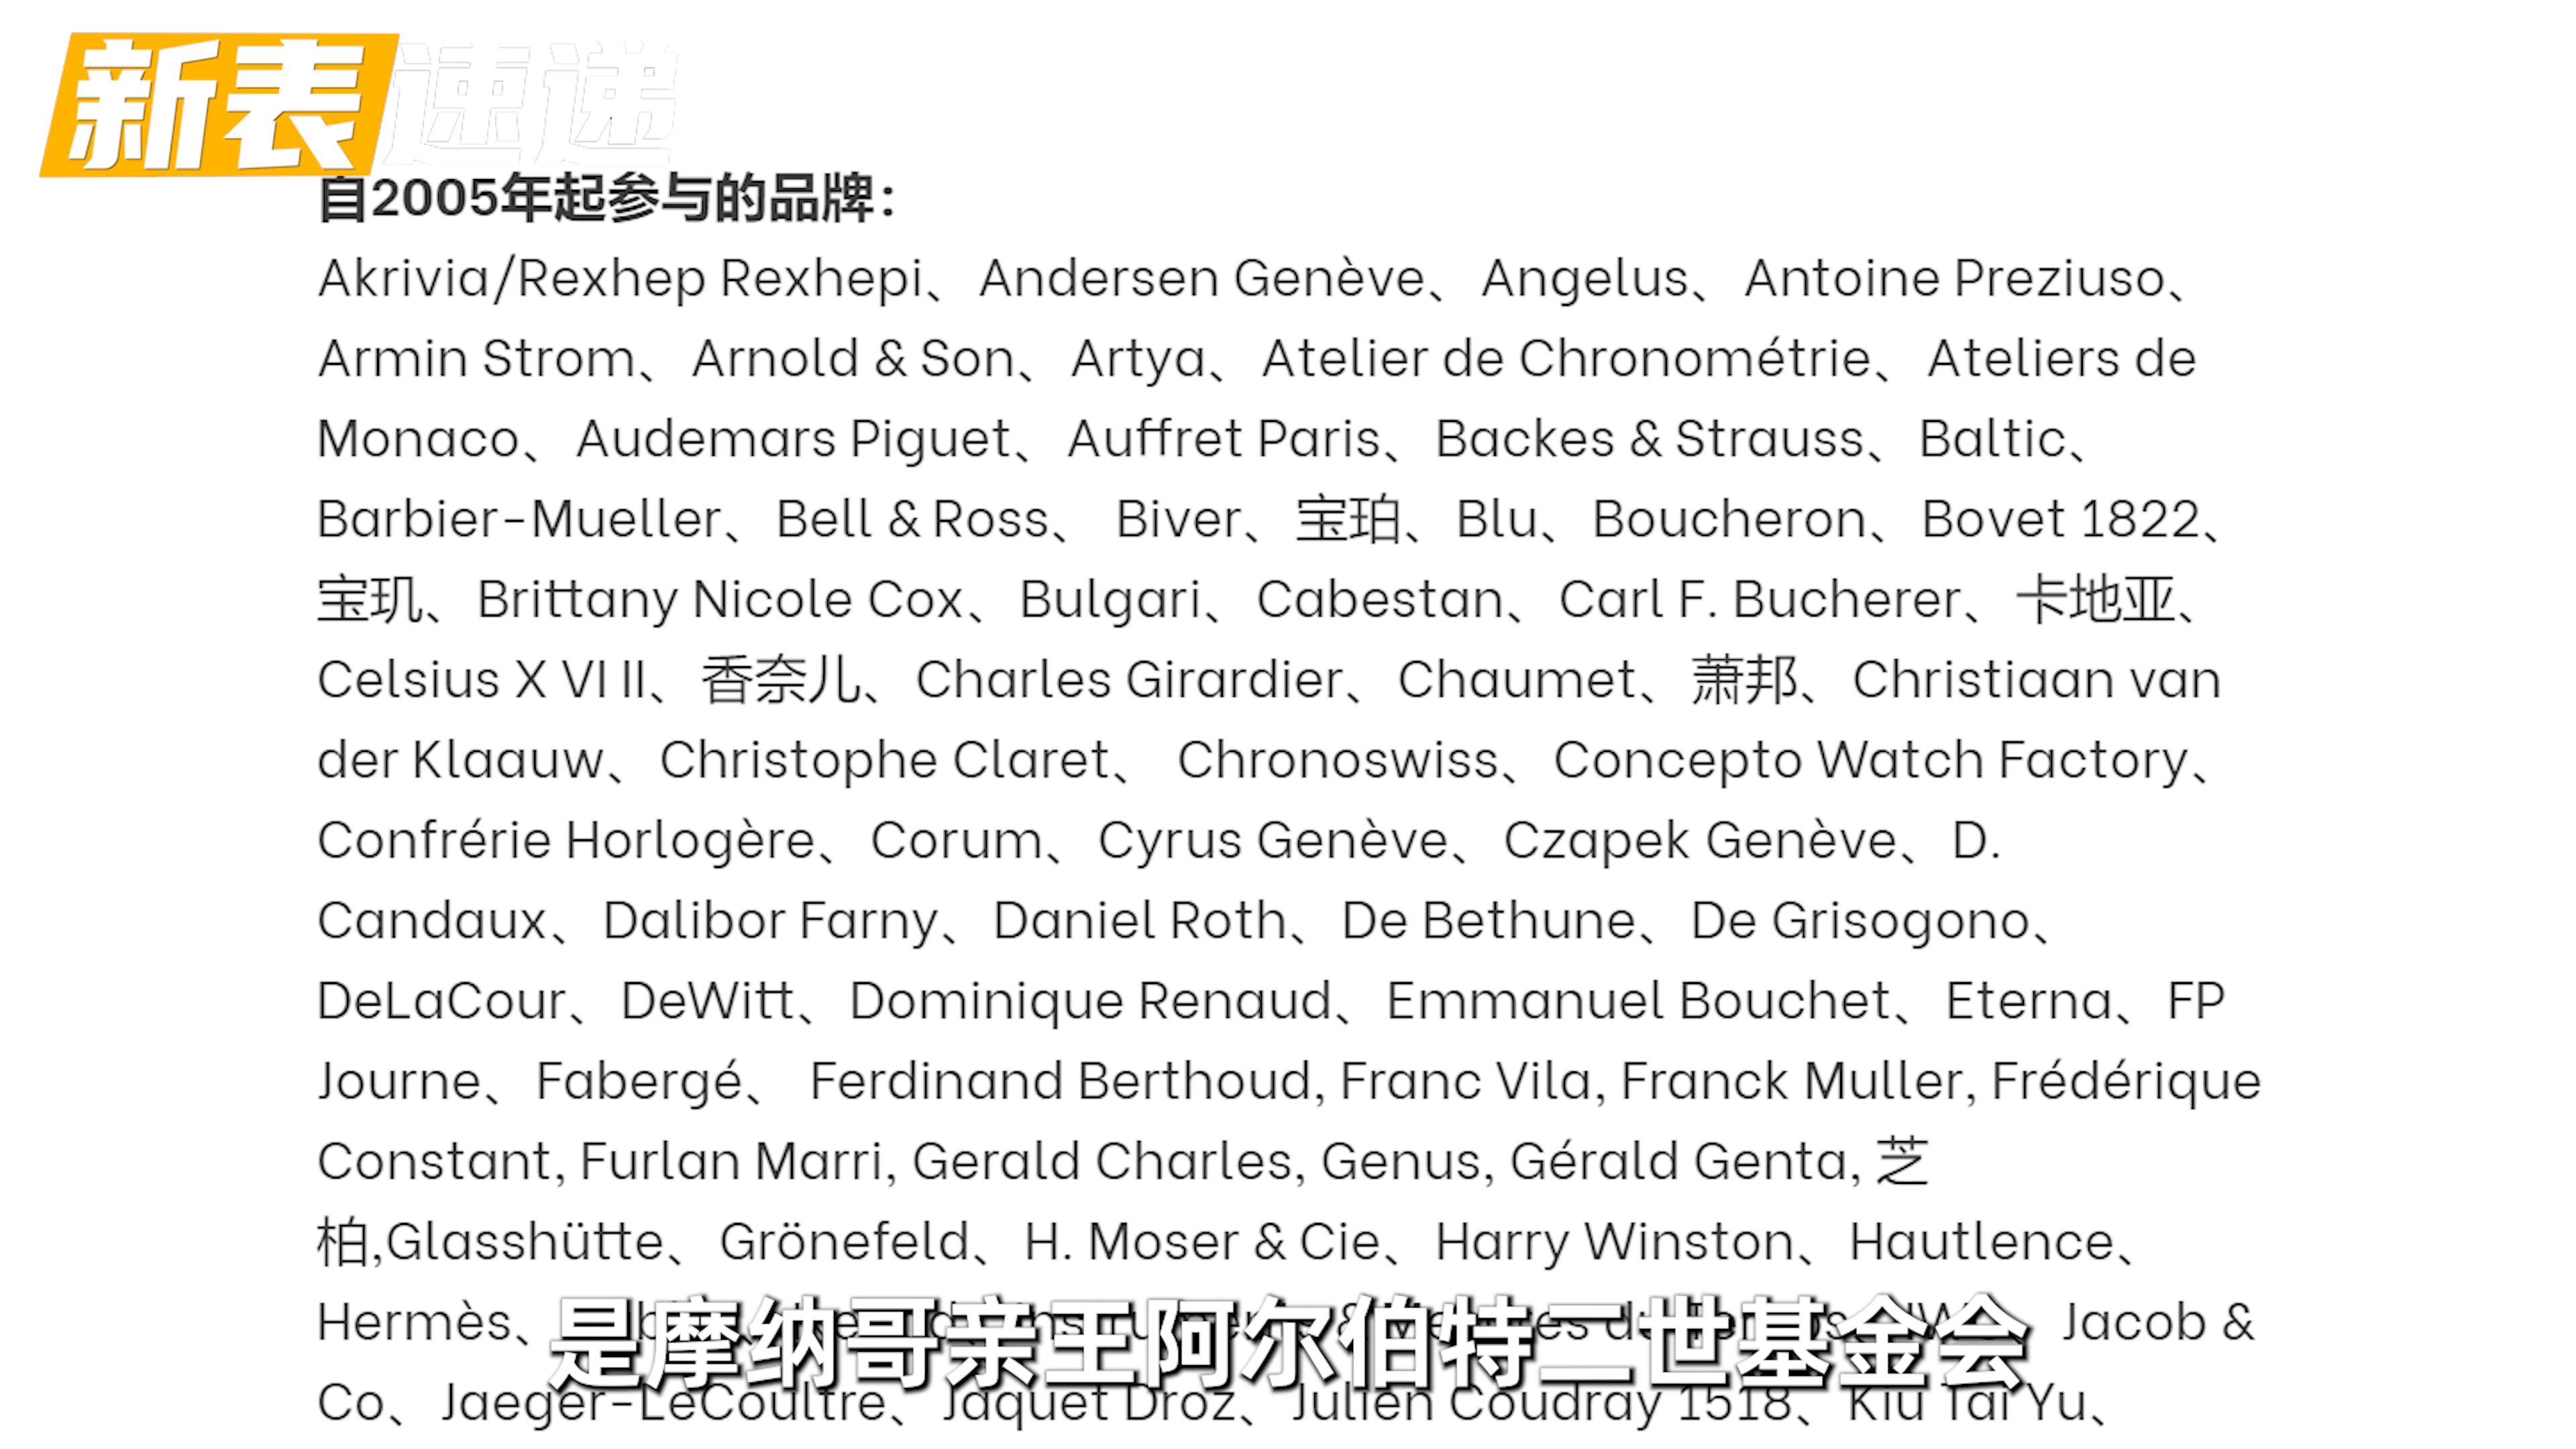 新表速递
自2005年起参与的品牌：
Akrivia/Rexhep Rexhepi、Andersen Genève、Angelus、Antoine Preziuso、
Armin Strom、Arnold & Son、Artya、Atelier de Chronométrie、Ateliers de
Monaco、Audemars Piguet、Auffret Paris、Backes & Strauss、Baltic、
Barbier-Mueller、Bell & Ross、 Biver、宝珀、Blu、Boucheron、Bovet 1822、
宝玑、Brittany Nicole Cox、Bulgari、Cabestan、Carl F. Bucherer、卡地亚、
Celsius X VI II、香奈儿、Charles Girardier、Chaumet、萧邦、Christiaan van
der Klaauw、Christophe Claret、 Chronoswiss、Concepto Watch Factory、
Confrérie Horlogère、Corum、Cyrus Genève、Czapek Genève、D.
Candaux、Dalibor Farny、Daniel Roth、De Bethune、De Grisogono、
DeLaCour、DeWitt、Dominique Renaud、Emmanuel Bouchet、Eterna、FP
Journe、Fabergé、 Ferdinand Berthoud, Franc Vila, Franck Muller, Frédérique
Constant, Furlan Marri, Gerald Charles, Genus, Gérald Genta, 芝
柏,Glasshütte、Grönefeld、H. Moser & Cie、Harry Winston、Hautlence、
Hermès、 Jacob &
是摩纳哥亲王阿尔伯特二世基金会
Co、Jaeger-LeCoultre、Jaquet Droz、Julien Coudray 1518、Kiu Tai Yu、